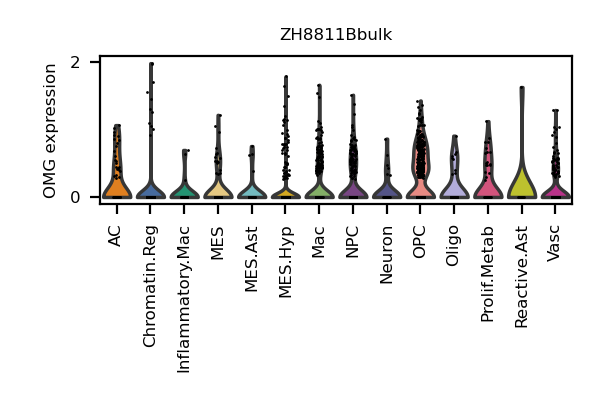 ZH8811Bbulk
OMG expression
2
0
AC
Chromatin.Reg
Inflammatory.Mac
MES
MES.Ast
MES.Hyp
Mac
NPC
Neuron
OPC
Oligo
Prolif.Metab
Reactive.Ast
Vasc